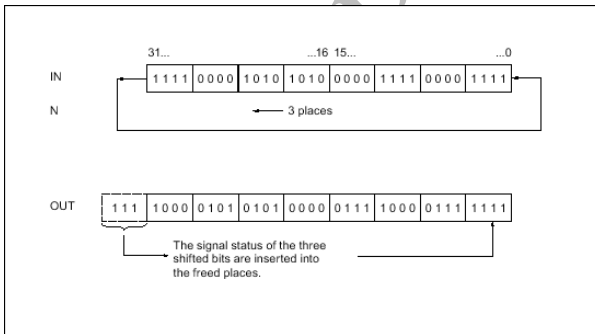 31... ...16 15... ...0
IN 1111 0000 1010 1010 0000 1111 0000 1111
N 3 places
OUT 111 1000 0101 0101 0000 0111 1000 0111 1111
The signal status of the three
shifted bits are inserted into
the freed places.